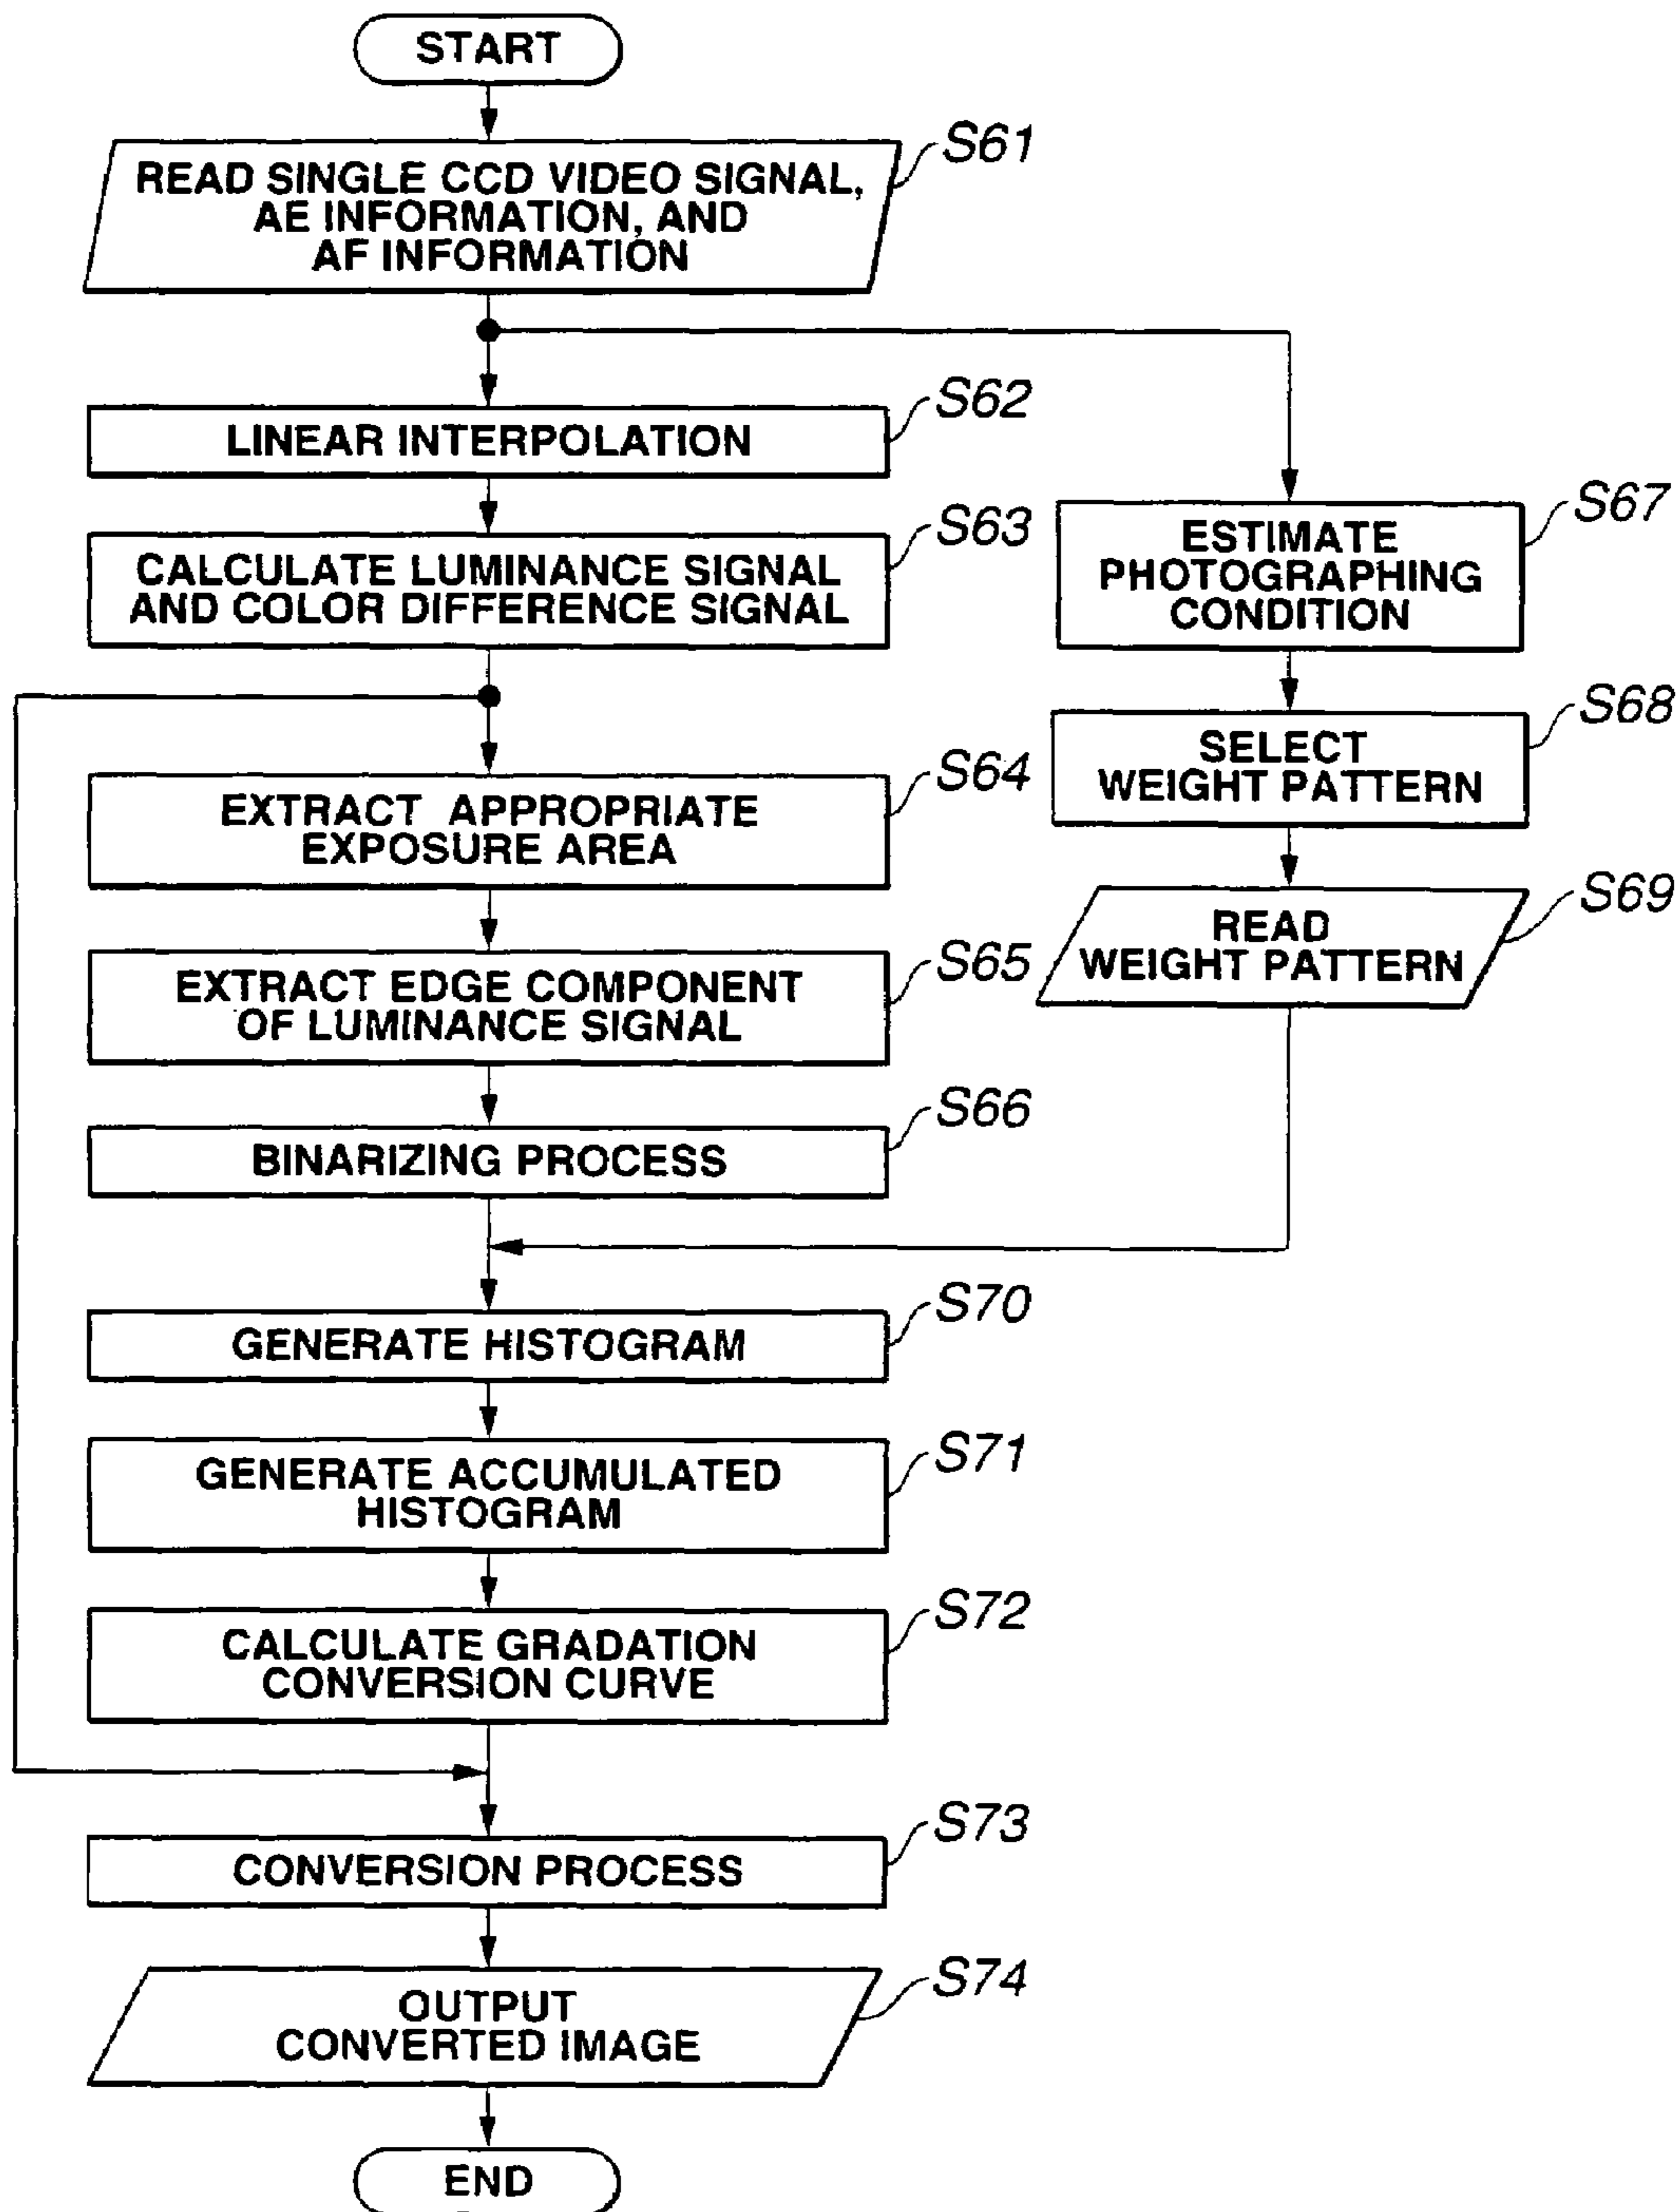 START
S61
READ SINGLE CCD VIDEO SIGNAL,
AE INFORMATION, AND
AF INFORMATION
S62
LINEAR INTERPOLATION
S63
CALCULATE LUMINANCE SIGNAL
AND COLOR DIFFERENCE SIGNAL
S67
ESTIMATE
PHOTOGRAPHING
CONDITION
S68
SELECT
WEIGHT PATTERN
S64
EXTRACT APPROPRIATE
EXPOSURE AREA
S69
READ
WEIGHT PATTERN
S65
EXTRACT EDGE COMPONENT
OF LUMINANCE SIGNAL
S66
BINARIZING PROCESS
S70
GENERATE HISTOGRAM
S71
GENERATE ACCUMULATED
HISTOGRAM
S72
CALCULATE GRADATION
CONVERSION CURVE
S73
CONVERSION PROCESS
S74
OUTPUT
CONVERTED IMAGE
END